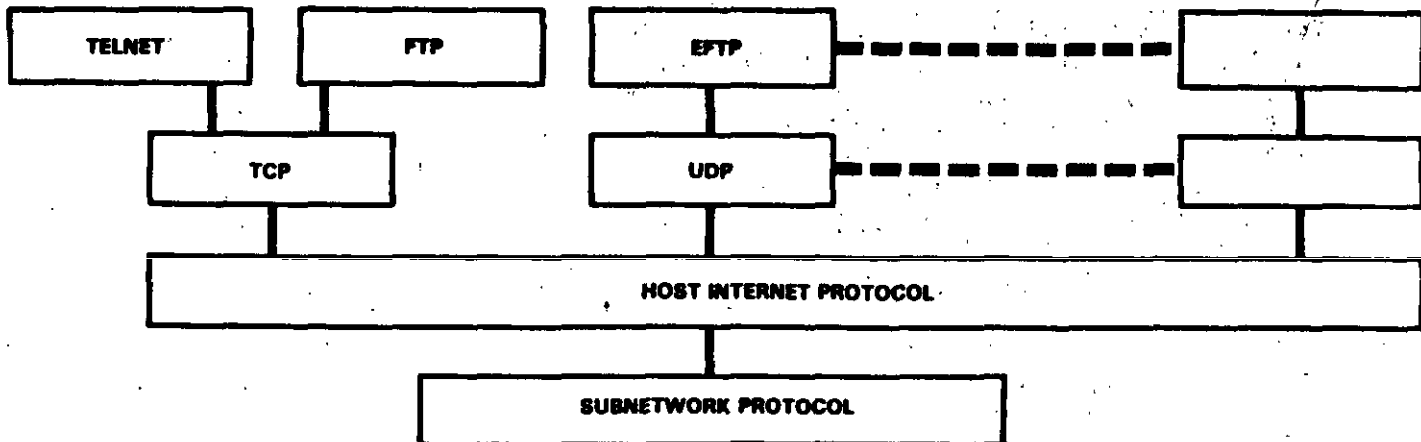 TELNET
FTP
EFTP
TCP
UDP
HOST INTERNET PROTOCOL
SUBNETWORK PROTOCOL